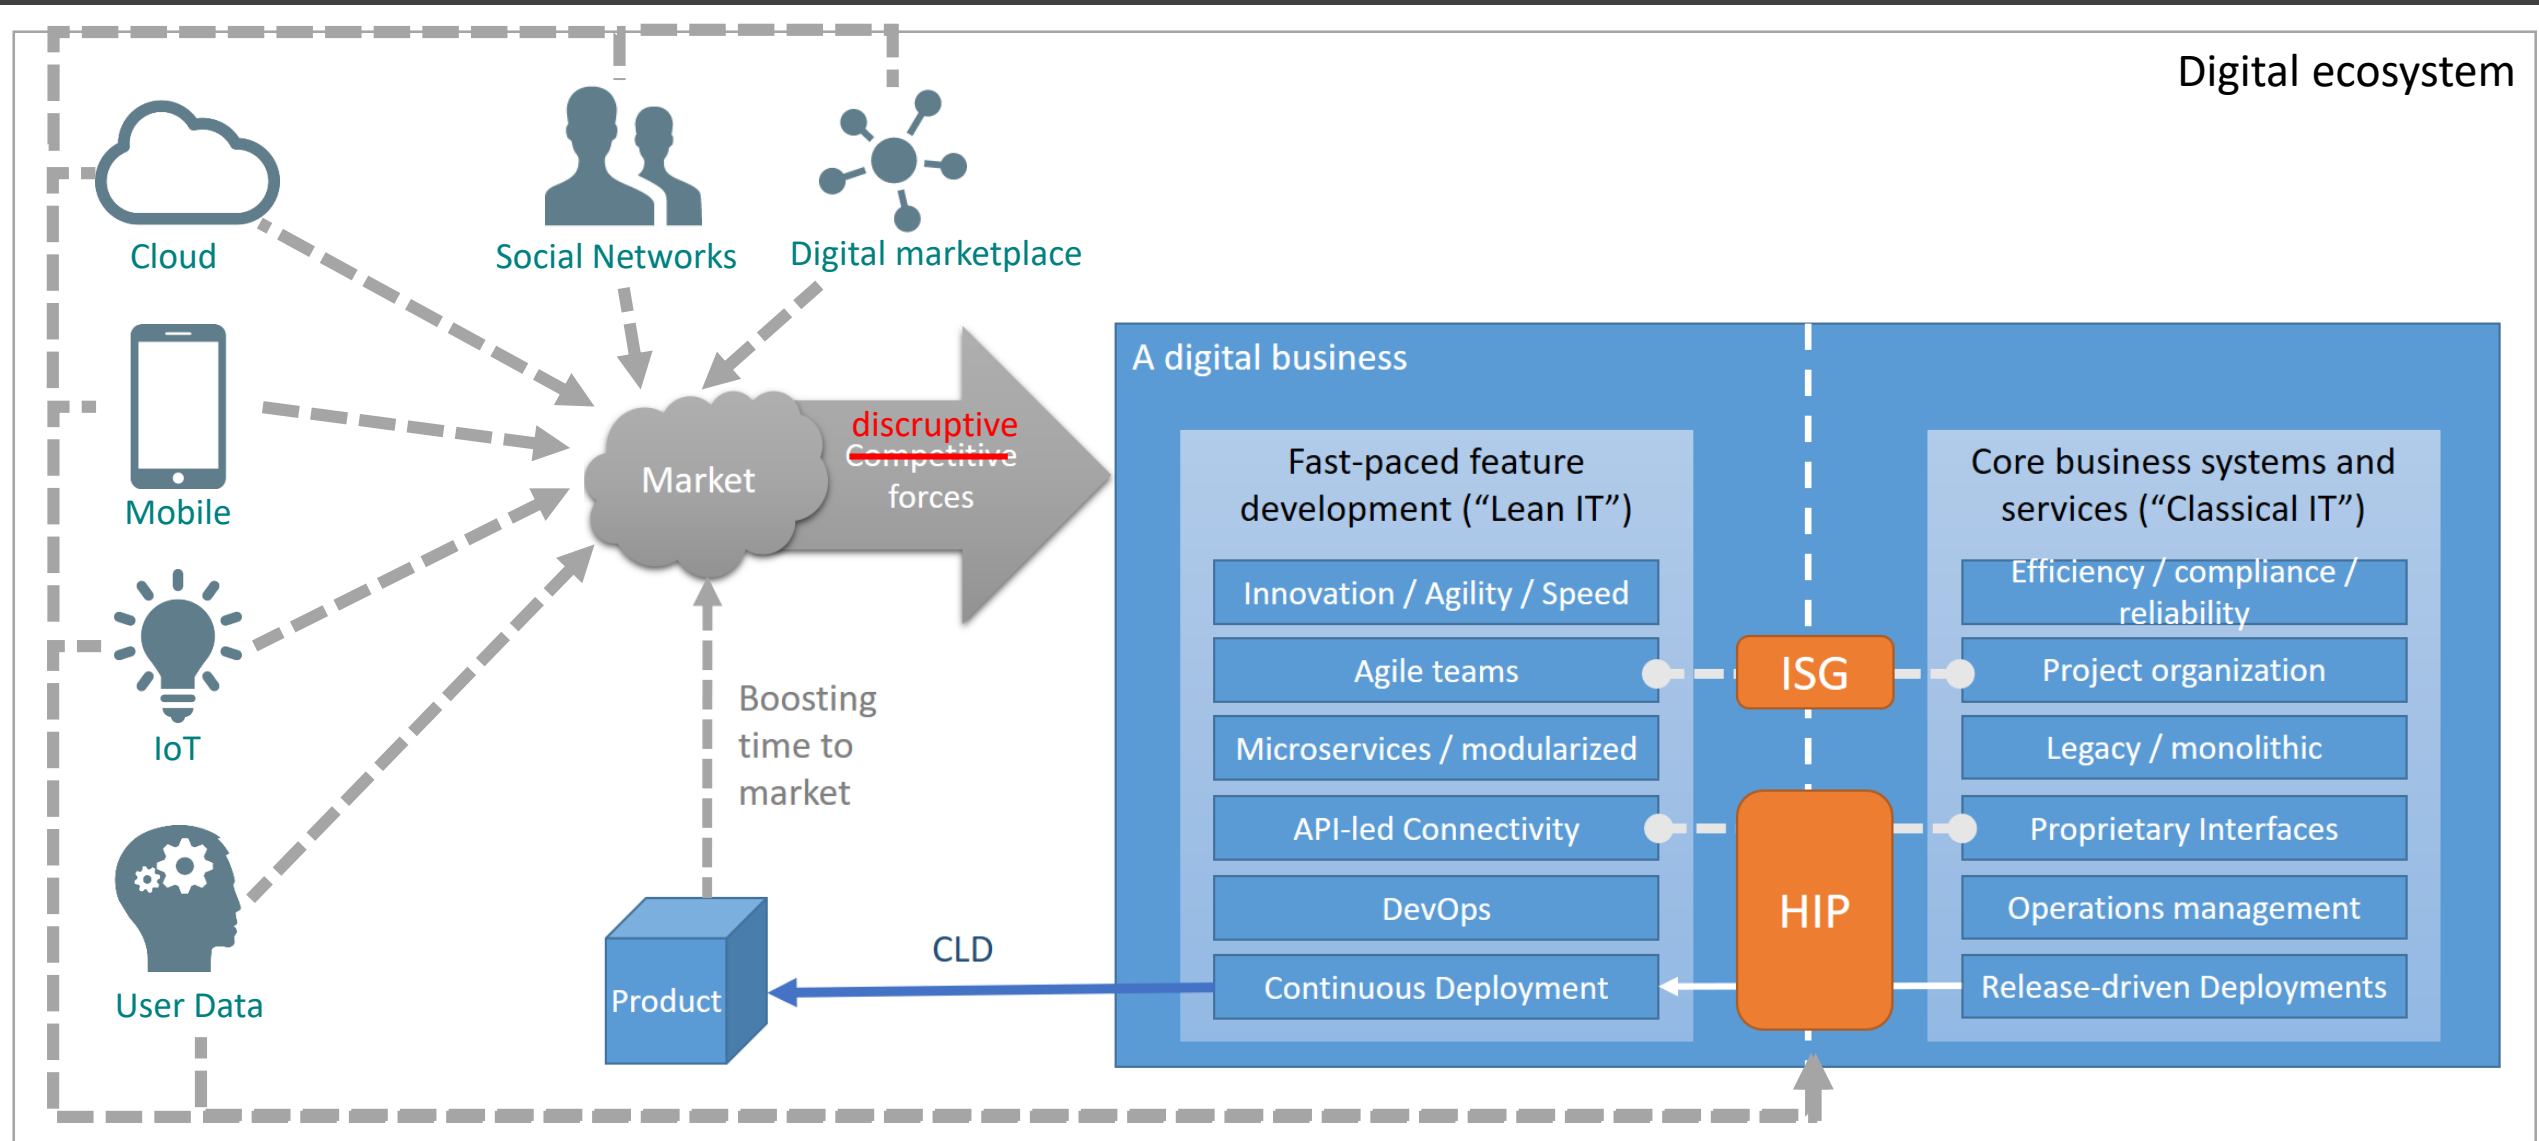 Digital ecosystem
Cloud
Social Networks
Digital marketplace
Mobile
IoT
User Data
Market
discruptive
Competitive
forces
Boosting
time to
market
Product
CLD
A digital business
Fast-paced feature
development (“Lean IT”)
Innovation / Agility / Speed
Agile teams
Microservices / modularized
API-led Connectivity
DevOps
Continuous Deployment
ISG
HIP
Core business systems and
services (“Classical IT”)
Efficiency / compliance /
reliability
Project organization
Legacy / monolithic
Proprietary Interfaces
Operations management
Release-driven Deployments